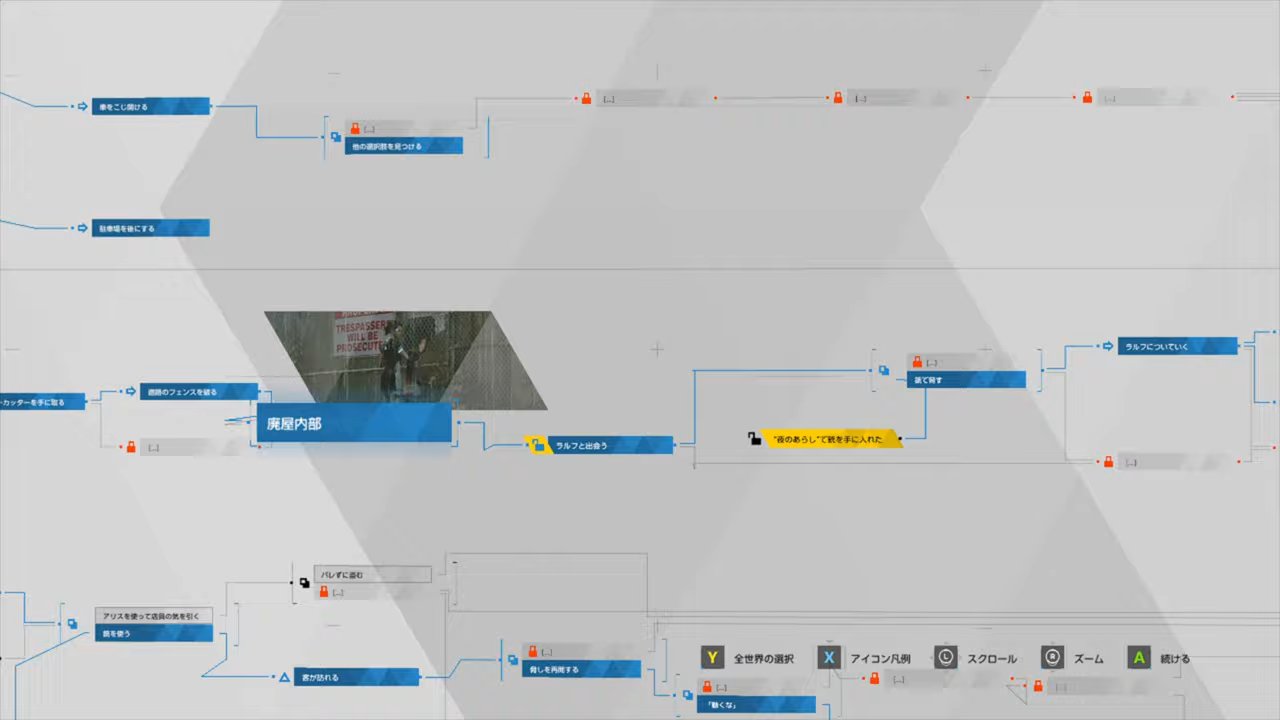 車をこじ開ける
[...]
[...]
[...]
[...]
他の選択肢を見つける
駐車場を後にする
TRESPASSER
WILL BE
PROSECUTE
ラルフについていく
[...]
銃で脅す
道路のフェンスを破る
カッターを手に取る
廃屋内部
[...]
ラルフと出会う
"夜のあらし"で銃を手に入れた
[...]
バレずに盗む
[...]
アリスを使って店員の気を引く
銃を使う
[...]
脅しを再開する
客が訪れる
Y 全世界の選択
X アイコン凡例
L スクロール
R ズーム
A 続ける
[...]
[...]
[...]
「動くな」